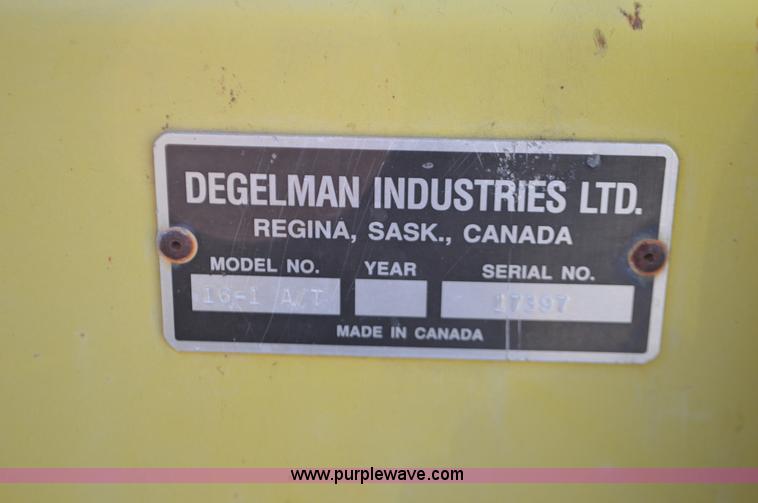 DEGELMAN INDUSTRIES LTD.
REGINA, SASK., CANADA
MODEL NO. YEAR SERIAL NO.
16-1 A/T 17397
MADE IN CANADA
www.purplewave.com